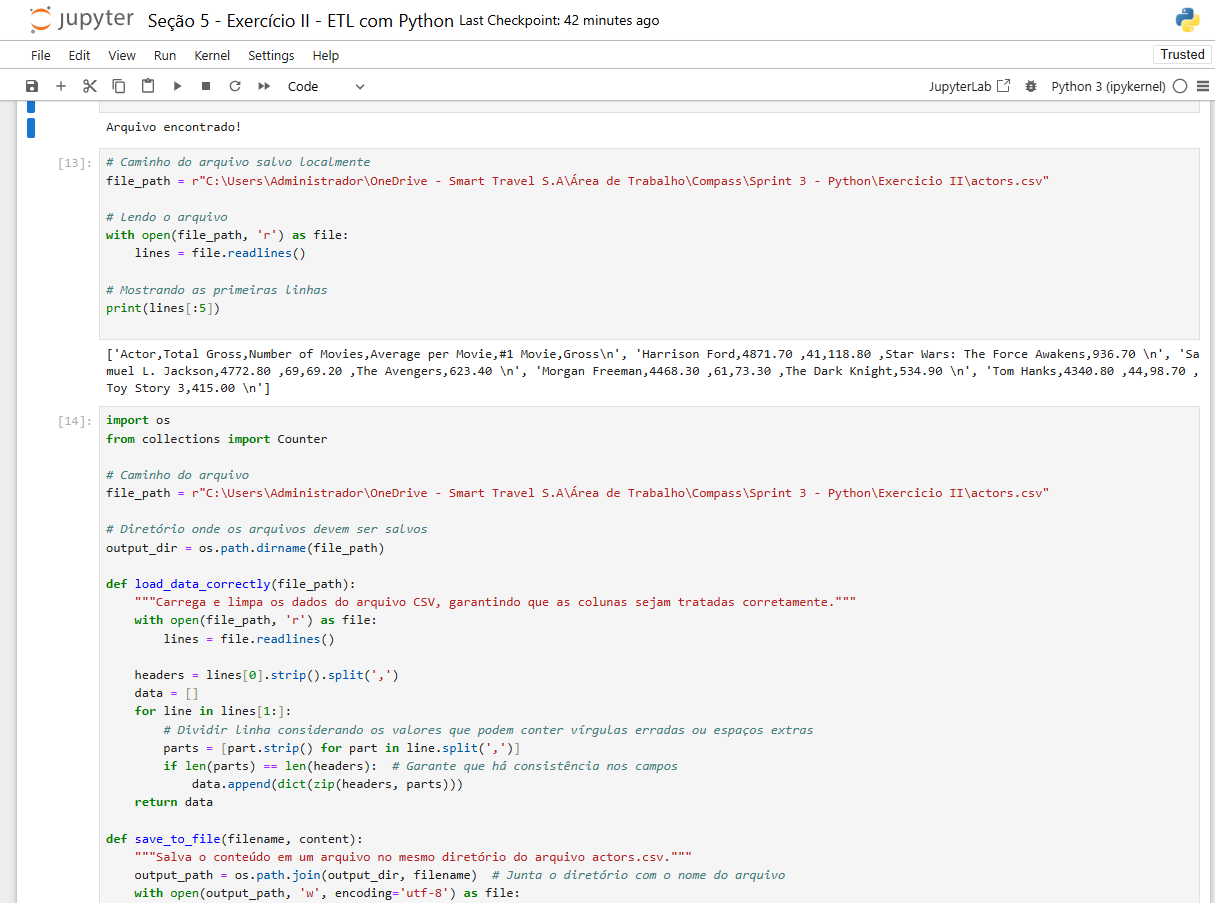 jupyter Seção 5 - Exercício II - ETL com Python Last Checkpoint: 42 minutes ago
File Edit View Run Kernel Settings Help Trusted
Code JupyterLab Python 3 (ipykernel)
Arquivo encontrado!
[13]: # Caminho do arquivo salvo localmente
file_path = r"C:\Users\Administrador\OneDrive - Smart Travel S.A\Área de Trabalho\Compass\Sprint 3 - Python\Exercicio II\actors.csv"
# Lendo o arquivo
with open(file_path, 'r') as file:
    lines = file.readlines()
# Mostrando as primeiras linhas
print(lines[:5])
['Actor,Total Gross,Number of Movies,Average per Movie,#1 Movie,Gross\n', 'Harrison Ford,4871.70 ,41,118.80 ,Star Wars: The Force Awakens,936.70 \n', 'Sa
muel L. Jackson,4772.80 ,69,69.20 ,The Avengers,623.40 \n', 'Morgan Freeman,4468.30 ,61,73.30 ,The Dark Knight,534.90 \n', 'Tom Hanks,4340.80 ,44,98.70 ,
Toy Story 3,415.00 \n']
[14]: import os
from collections import Counter
# Caminho do arquivo
file_path = r"C:\Users\Administrador\OneDrive - Smart Travel S.A\Área de Trabalho\Compass\Sprint 3 - Python\Exercicio II\actors.csv"
# Diretório onde os arquivos devem ser salvos
output_dir = os.path.dirname(file_path)
def load_data_correctly(file_path):
    """Carrega e limpa os dados do arquivo CSV, garantindo que as colunas sejam tratadas corretamente."""
    with open(file_path, 'r') as file:
        lines = file.readlines()
    headers = lines[0].strip().split(',')
    data = []
    for line in lines[1:]:
        # Dividir linha considerando os valores que podem conter vírgulas erradas ou espaços extras
        parts = [part.strip() for part in line.split(',')]
        if len(parts) == len(headers):  # Garante que há consistência nos campos
            data.append(dict(zip(headers, parts)))
    return data
def save_to_file(filename, content):
    """Salva o conteúdo em um arquivo no mesmo diretório do arquivo actors.csv."""
    output_path = os.path.join(output_dir, filename)  # Junta o diretório com o nome do arquivo
    with open(output_path, 'w', encoding='utf-8') as file: